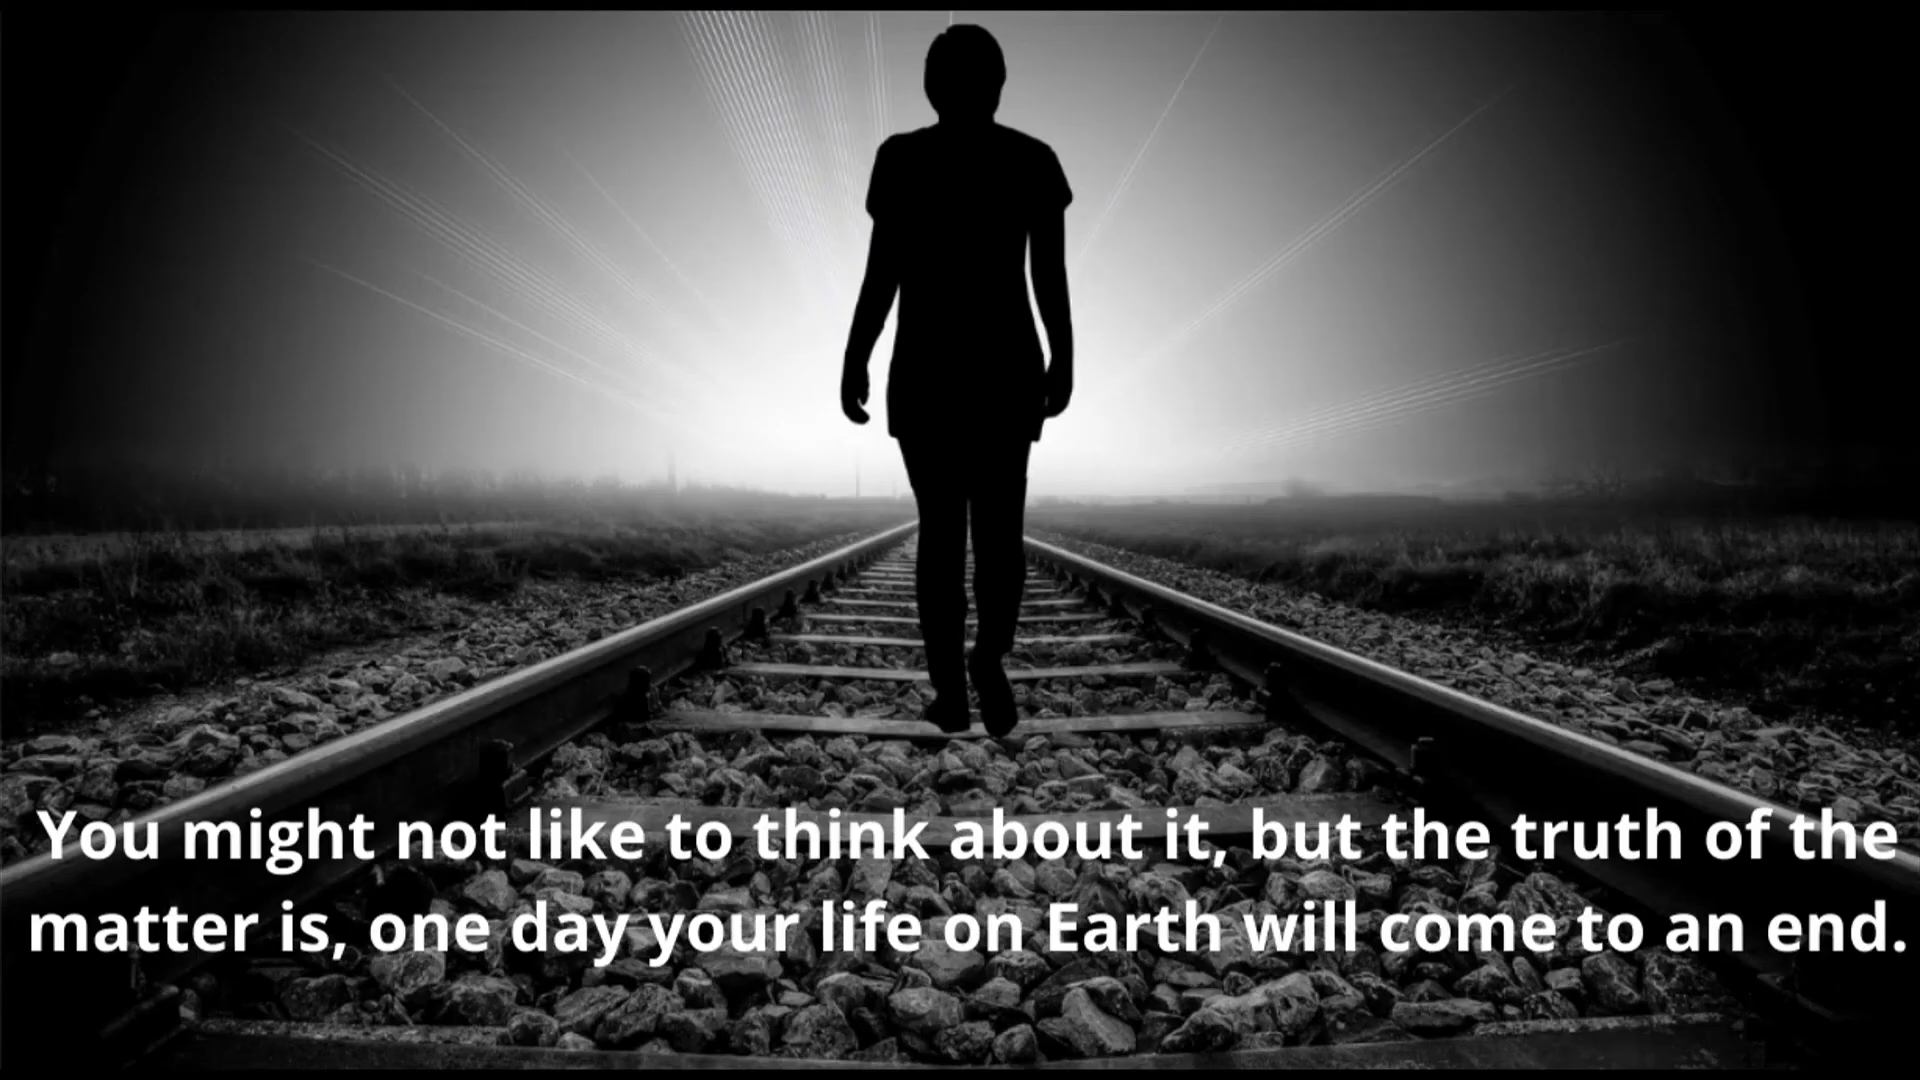 You might not like to think about it, but the truth of the
matter is, one day your life on Earth will come to an end.